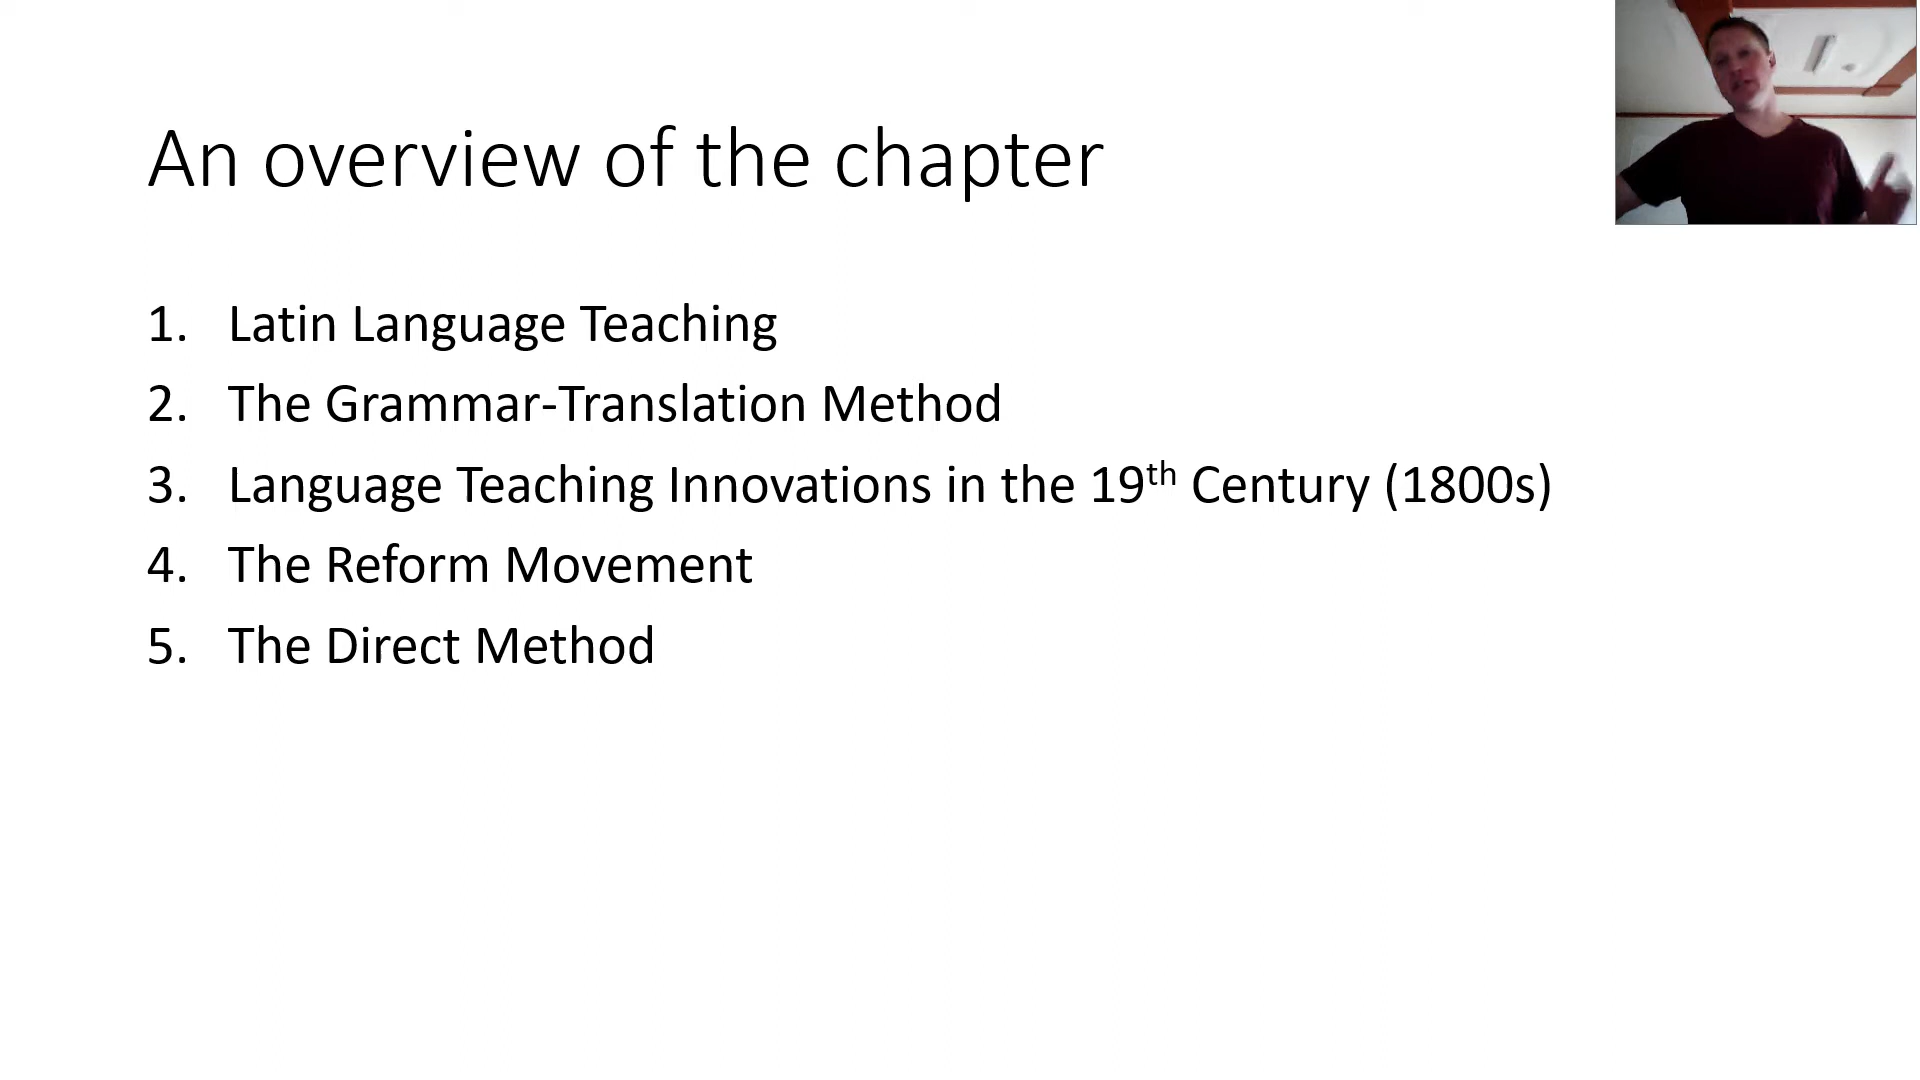 An overview of the chapter
1. Latin Language Teaching
2. The Grammar-Translation Method
3. Language Teaching Innovations in the 19th Century (1800s)
4. The Reform Movement
5. The Direct Method